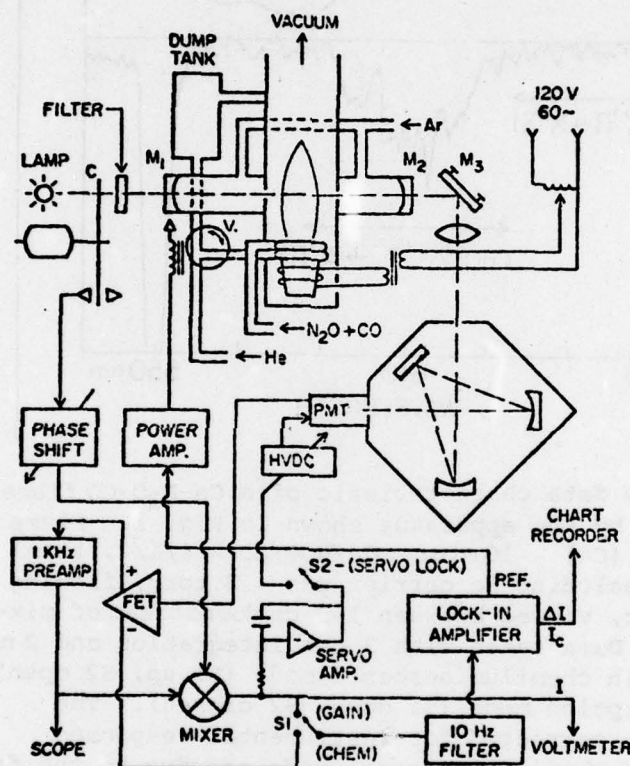 VACUUM
DUMP
TANK
120 V
60~
FILTER
Ar
LAMP
C
M1
M2
M3
V.
N2O + CO
He
PMT
PHASE
SHIFT
POWER
AMP.
HVDC
CHART
RECORDER
1 KHz
PREAMP
S2-(SERVO LOCK)
REF.
+
FET
LOCK-IN
AMPLIFIER
ΔI
Ic
SERVO
AMP.
I
MIXER
S1
(GAIN)
(CHEM)
10 Hz
FILTER
SCOPE
VOLTMETER